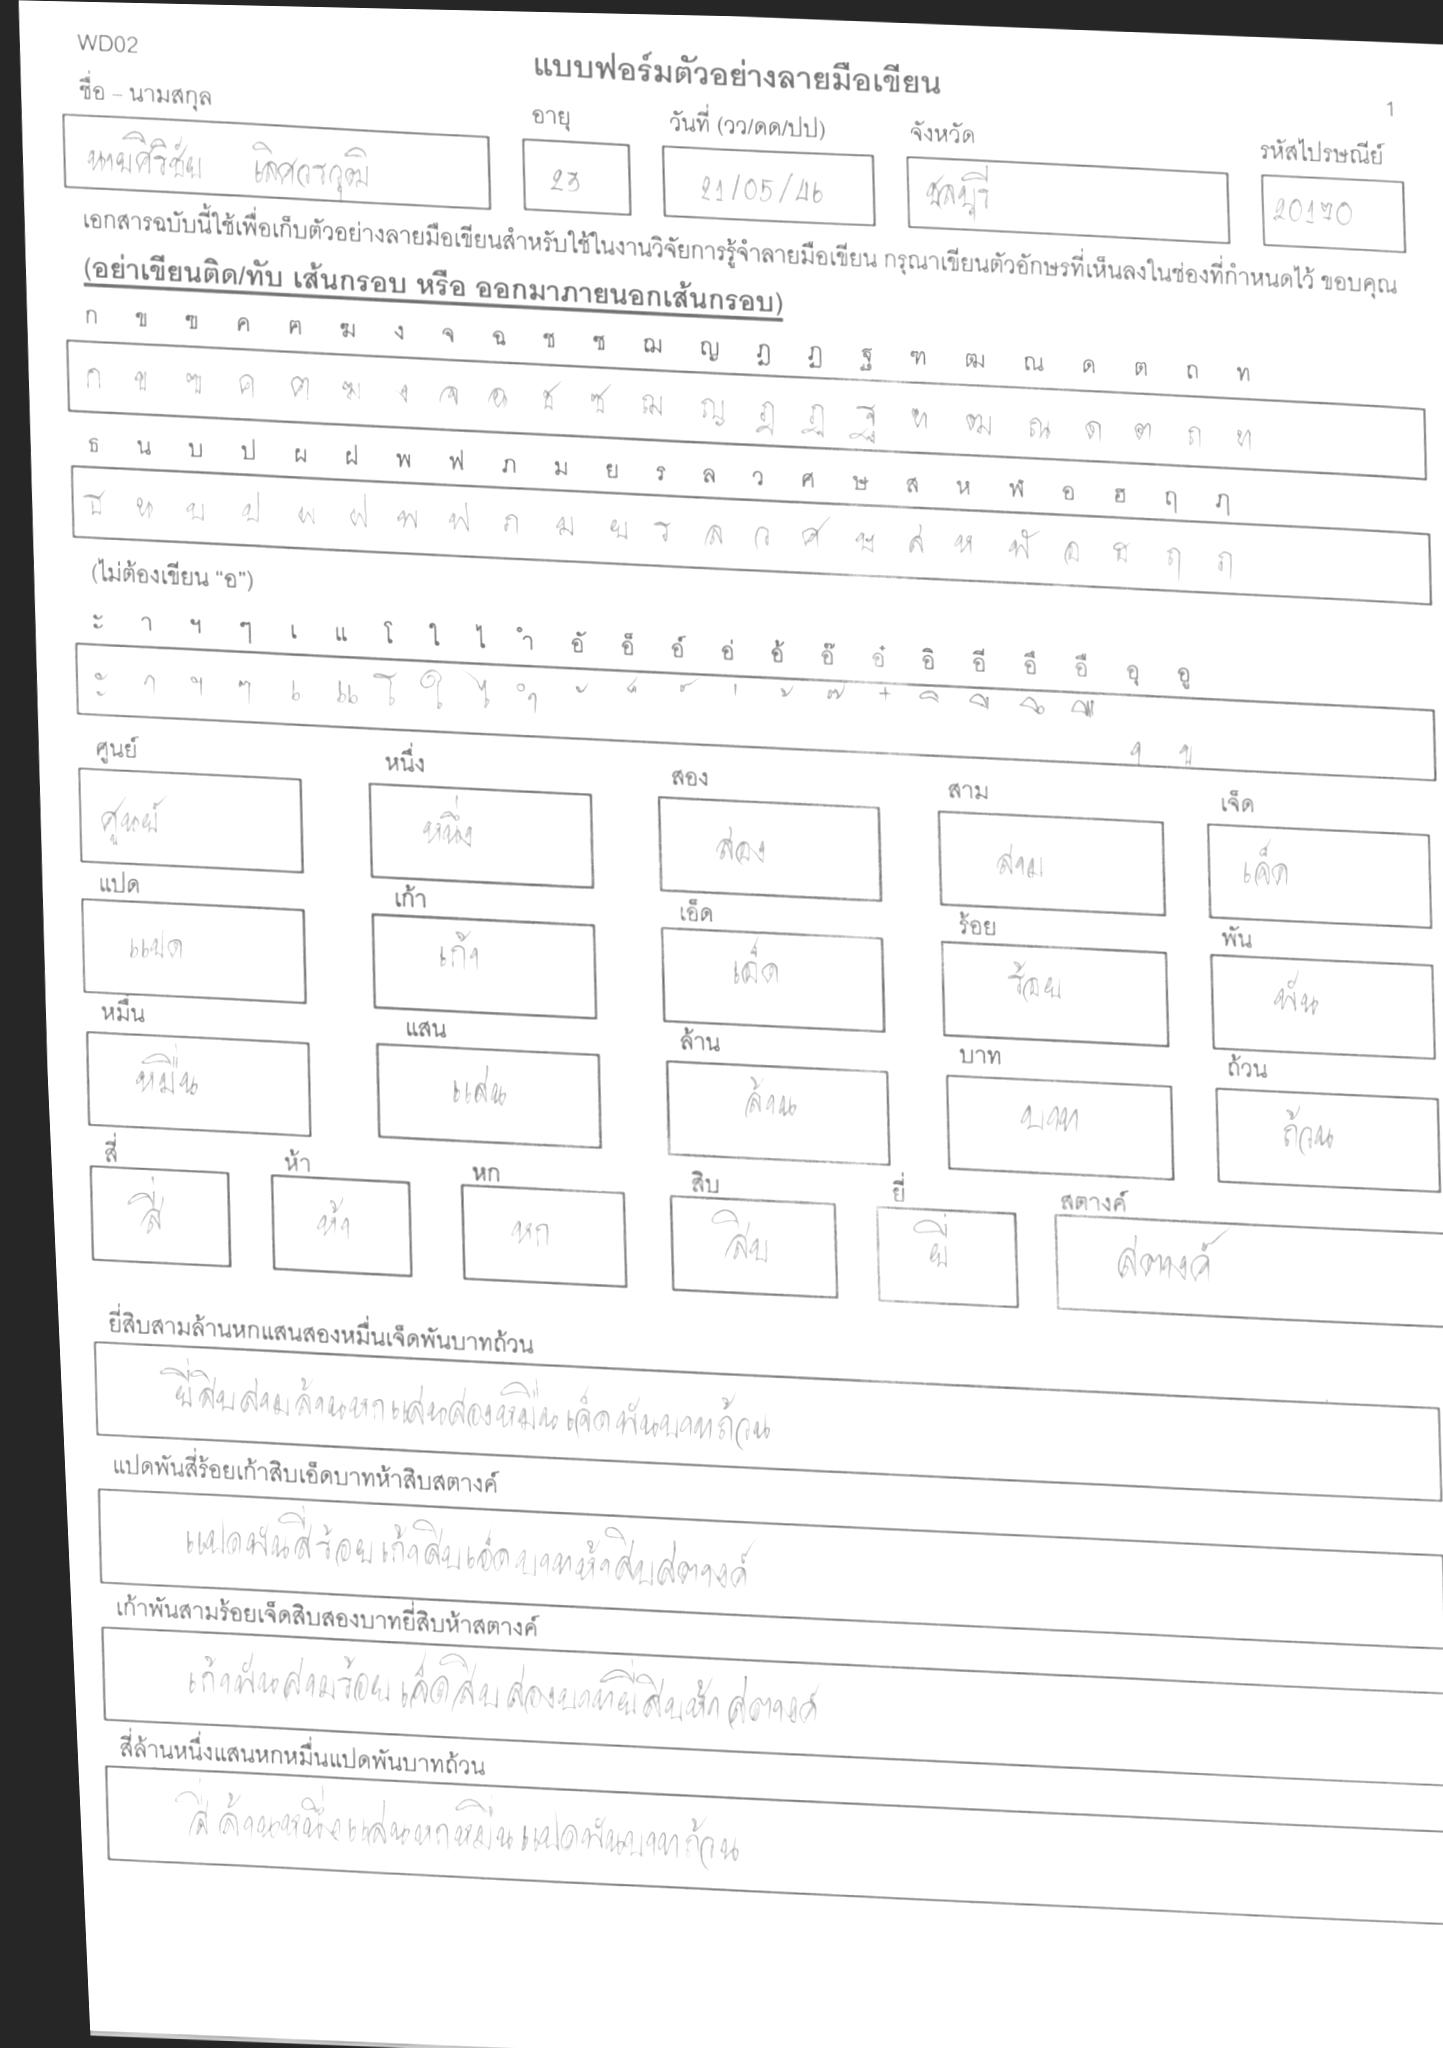 WD02
แบบฟอร์มตัวอย่างลายมือเขียน
1
ชื่อ – นามสกุล อายุ วันที่ (วว/ดด/ปป) จังหวัด รหัสไปรษณีย์
นายศิริชัย เลิศวรวุฒิ 23 21/05/46 ชลบุรี 20170
เอกสารฉบับนี้ใช้เพื่อเก็บตัวอย่างลายมือเขียนสำหรับใช้ในงานวิจัยการรู้จำลายมือเขียน กรุณาเขียนตัวอักษรที่เห็นลงในช่องที่กำหนดไว้ ขอบคุณ
(อย่าเขียนติด/ทับ เส้นกรอบ หรือ ออกมาภายนอกเส้นกรอบ)
ก ข ฃ ค ฅ ฆ ง จ ฉ ช ซ ฌ ญ ฎ ฏ ฐ ฑ ฒ ณ ด ต ถ ท
ก ข ฃ ค ฅ ฆ ง จ ฉ ช ซ ฌ ญ ฎ ฏ ฐ ฑ ฒ ณ ด ต ถ ท
ธ น บ ป ผ ฝ พ ฟ ภ ม ย ร ล ว ศ ษ ส ห ฬ อ ฮ ฤ ฦ
ธ น บ ป ผ ฝ พ ฟ ภ ม ย ร ล ว ศ ษ ส ห ฬ อ ฮ ฤ ฦ
(ไม่ต้องเขียน “อ”)
ะ า ฯ ๆ เ แ โ ใ ไ ำ อั อ็ อ์ อ่ อ้ อ๊ อ๋ อิ อี อึ อื อุ อู
ะ า ฯ ๆ เ แ โ ใ ไ ำ ั ็ ์ ่ ้ ๊ ๋ ิ ี ึ ื ุ ู
ศูนย์ หนึ่ง สอง สาม เจ็ด
ศูนย์ หนึ่ง สอง สาม เจ็ด
แปด เก้า เอ็ด ร้อย พัน
แปด เก้า เอ็ด ร้อย พัน
หมื่น แสน ล้าน บาท ถ้วน
หมื่น แสน ล้าน บาท ถ้วน
สี่ ห้า หก สิบ ยี่ สตางค์
สี่ ห้า หก สิบ ยี่ สตางค์
ยี่สิบสามล้านหกแสนสองหมื่นเจ็ดพันบาทถ้วน
ยี่สิบสามล้านหกแสนสองหมื่นเจ็ดพันบาทถ้วน
แปดพันสี่ร้อยเก้าสิบเอ็ดบาทห้าสิบสตางค์
แปดพันสี่ร้อยเก้าสิบเอ็ดบาทห้าสิบสตางค์
เก้าพันสามร้อยเจ็ดสิบสองบาทยี่สิบห้าสตางค์
เก้าพันสามร้อยเจ็ดสิบสองบาทยี่สิบห้าสตางค์
สี่ล้านหนึ่งแสนหกหมื่นแปดพันบาทถ้วน
สี่ล้านหนึ่งแสนหกหมื่นแปดพันบาทถ้วน